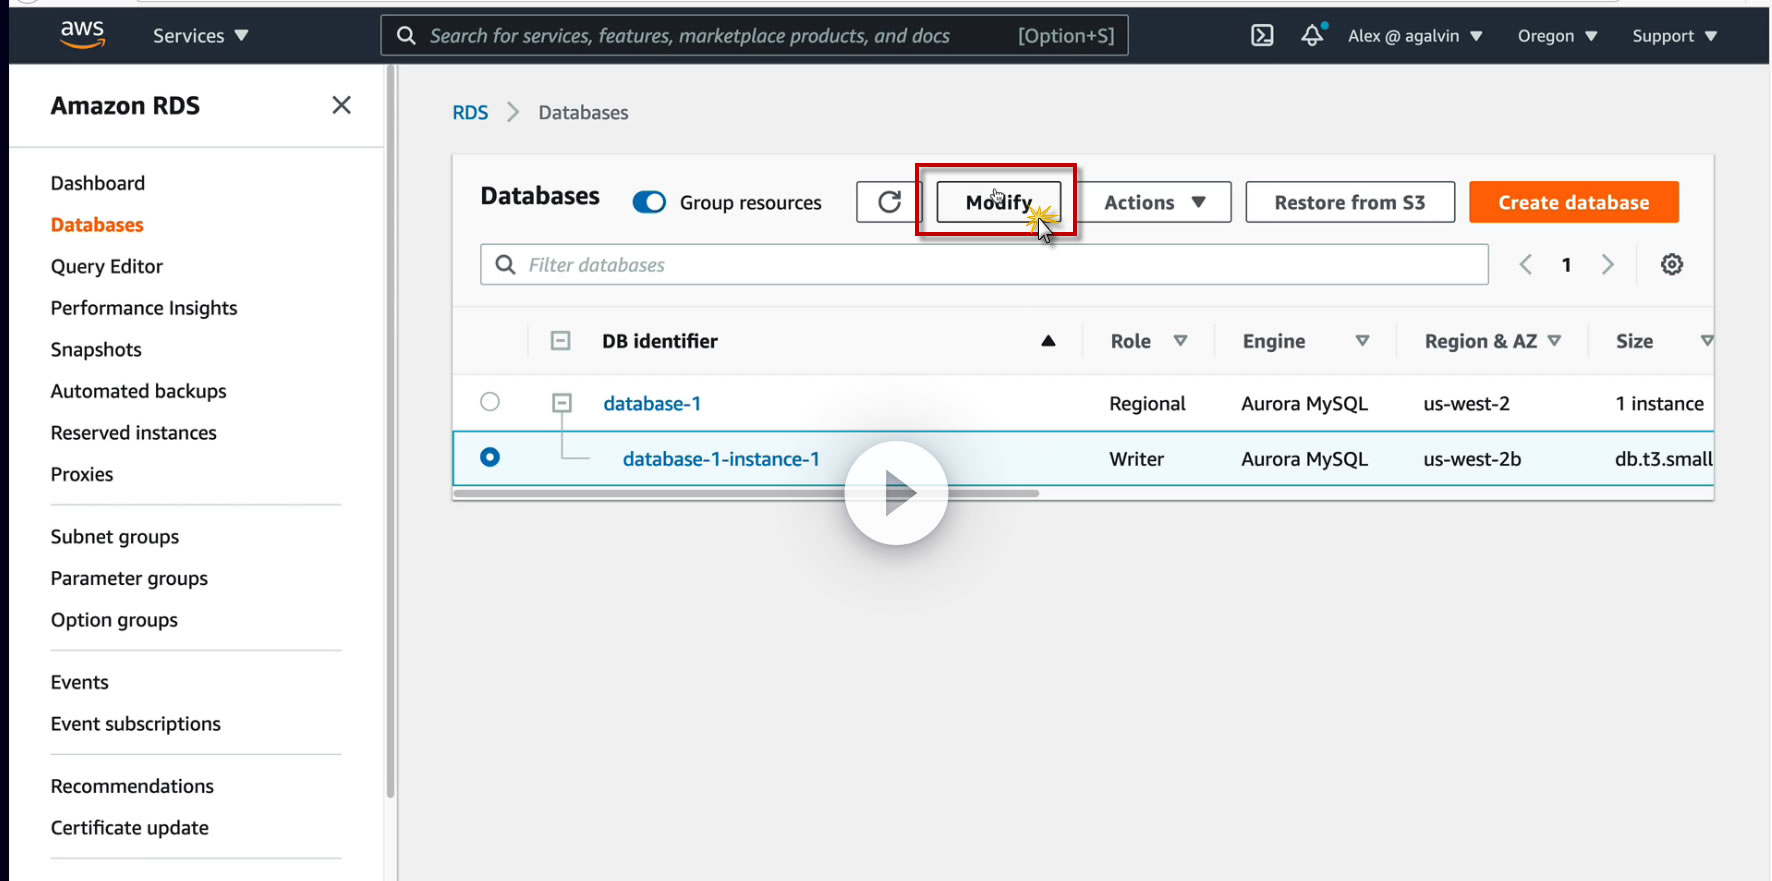 aws
Services
Search for services, features, marketplace products, and docs [Option+S]
Alex @ agalvin
Oregon
Support
Amazon RDS
Dashboard
Databases
Query Editor
Performance Insights
Snapshots
Automated backups
Reserved instances
Proxies
Subnet groups
Parameter groups
Option groups
Events
Event subscriptions
Recommendations
Certificate update
RDS > Databases
Databases
Group resources
Modify
Actions
Restore from S3
Create database
Filter databases
1
DB identifier Role Engine Region & AZ Size
database-1 Regional Aurora MySQL us-west-2 1 instance
database-1-instance-1 Writer Aurora MySQL us-west-2b db.t3.small